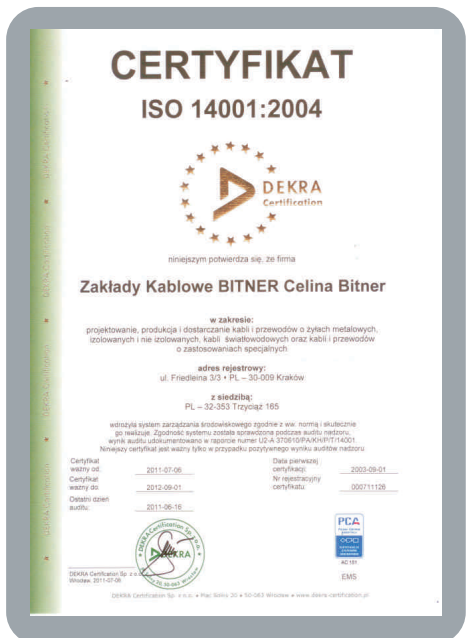 CERTYFIKAT
ISO 14001:2004
DEKRA
Certification
niniejszym potwierdza się, że firma
Zakłady Kablowe BITNER Celina Bitner
w zakresie:
projektowanie, produkcja i dostarczanie kabli i przewodów o żyłach metalowych,
izolowanych i nie izolowanych, kabli światłowodowych oraz kabli i przewodów
o zastosowaniach specjalnych
adres rejestrowy:
ul. Friedleina 3/3 • PL – 30-009 Kraków
z siedzibą:
PL – 32-353 Trzyciąż 165
wdrożyła system zarządzania środowiskowego zgodnie z ww. normą i skutecznie
go realizuje. Zgodność systemu została sprawdzona podczas auditu nadzoru,
wynik auditu udokumentowano w raporcie numer U2-A 370610/PA/KH/P/T/14001.
Niniejszy certyfikat jest ważny tylko w przypadku pozytywnego wyniku auditów nadzoru
Certyfikat
ważny od: 2011-07-06
Certyfikat
ważny do: 2012-09-01
Ostatni dzień
auditu: 2011-06-16
Data pierwszej
certyfikacji: 2003-09-01
Nr rejestracyjny
certyfikatu: 000711126
DEKRA Certification Sp. z o.o.
DEKRA
50-063 Wrocław
DEKRA Certification Sp. z o.o.
Wrocław, 2011-07-06
PCA
AC 101
EMS
DEKRA Certification Sp. z o.o. • Plac Solny 20 • 50-063 Wrocław • www.dekra-certification.pl